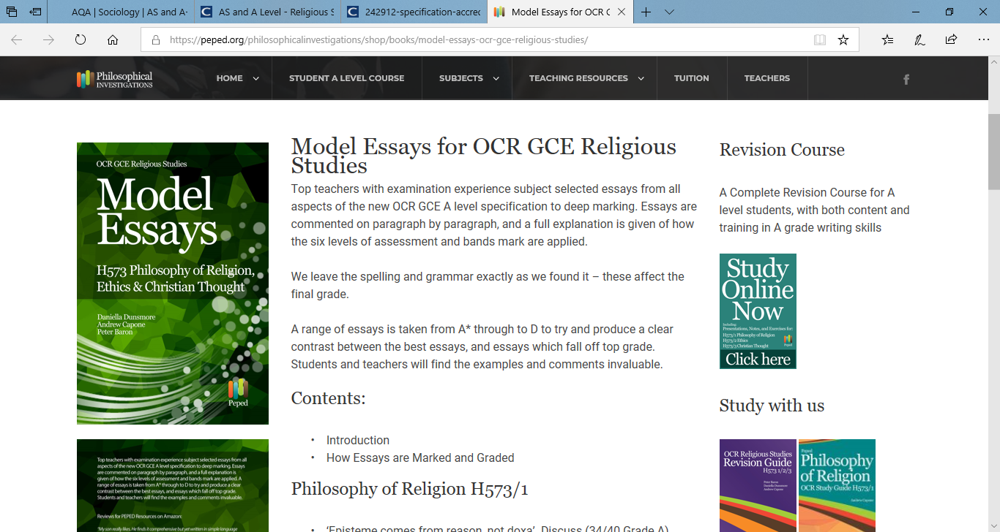 AQA | Sociology | AS and A-
AS and A Level - Religious S
242912-specification-accrec
Model Essays for OCR G
https://peped.org/philosophicalinvestigations/shop/books/model-essays-ocr-gce-religious-studies/
Philosophical
INVESTIGATIONS
HOME
STUDENT A LEVEL COURSE
SUBJECTS
TEACHING RESOURCES
TUITION
TEACHERS
OCR GCE Religious Studies
Model
Essays
H573 Philosophy of Religion,
Ethics & Christian Thought
Daniella Dunsmore
Andrew Capone
Peter Baron
Peped
Top teachers with examination experience subject selected essays from all
aspects of the new OCR GCE A level specification to deep marking. Essays
are commented on paragraph by paragraph, and a full explanation is given of
how the six levels of assessment and bands mark are applied. A
range of essays is taken from A* through to D to try and produce a clear
contrast between the best essays, and essays which fall off top grade.
Students and teachers will find the examples and comments invaluable.
Reviews for PEPED Resources on Amazon:
"My son really likes. He finds it comprehensive but yet written in simple language
Model Essays for OCR GCE Religious
Studies
Top teachers with examination experience subject selected essays from all
aspects of the new OCR GCE A level specification to deep marking. Essays are
commented on paragraph by paragraph, and a full explanation is given of how
the six levels of assessment and bands mark are applied.
We leave the spelling and grammar exactly as we found it – these affect the
final grade.
A range of essays is taken from A* through to D to try and produce a clear
contrast between the best essays, and essays which fall off top grade.
Students and teachers will find the examples and comments invaluable.
Contents:
• Introduction
• How Essays are Marked and Graded
Philosophy of Religion H573/1
• 'Episteme comes from reason, not doxa'. Discuss (34/40 Grade A)
Revision Course
A Complete Revision Course for A
level students, with both content and
training in A grade writing skills
Study
Online
Now
Including:
Presentations, Notes, and Exercises for:
H573/1 Philosophy of Religion
H573/2 Ethics
H573/3 Christian Thought
Peped
Click here
Study with us
OCR Religious Studies
Revision Guide
H573 1/2/3
Peter Baron
Daniella Dunsmore
Andrew Capone
Peped
Philosophy
of Religion
OCR Study Guide H573/1
Andrew Capone